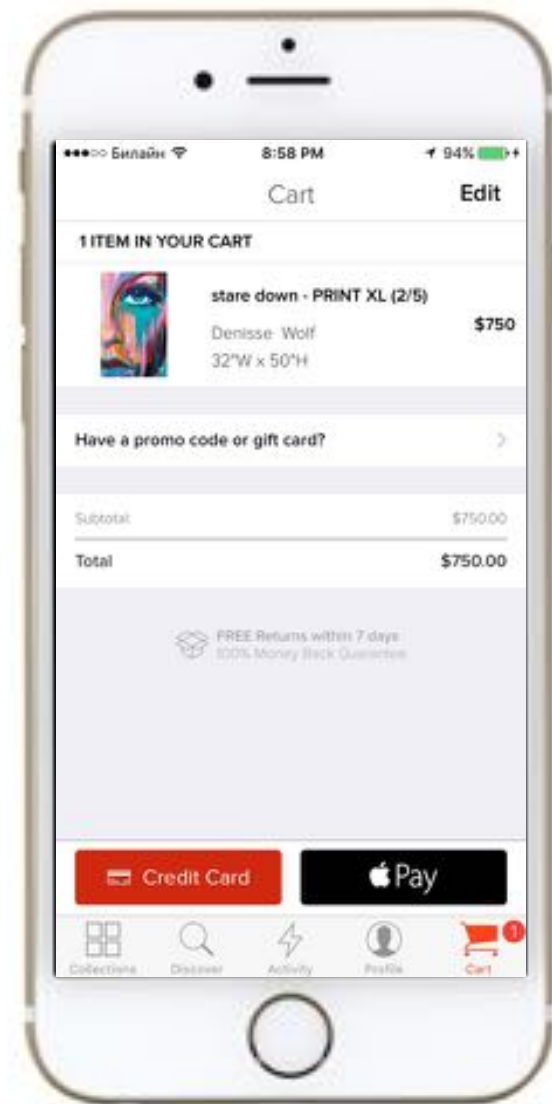 Билайн 8:58 PM 94%
Cart Edit
1 ITEM IN YOUR CART
stare down - PRINT XL (2/5)
$750
Denisse Wolf
32"W x 50"H
Have a promo code or gift card?
Subtotal $750.00
Total $750.00
FREE Returns within 7 days
100% Money Back Guarantee
Credit Card Pay
Collections Discover Activity Profile Cart 1